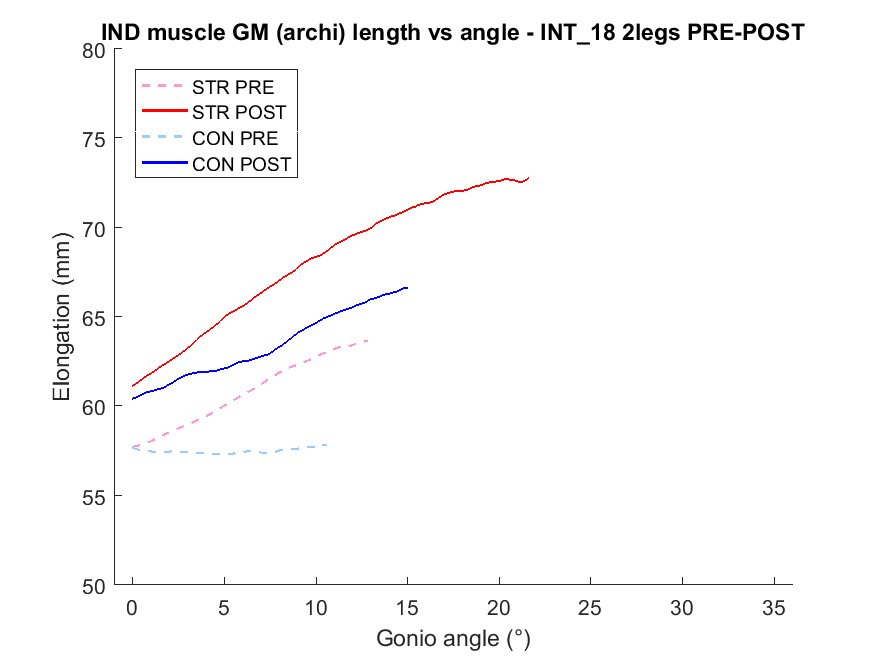 IND muscle GM (archi) length vs angle - INT_18 2legs PRE-POST
80
75
70
65
60
55
50
Elongation (mm)
STR PRE
STR POST
CON PRE
CON POST
0 5 10 15 20 25 30 35
Gonio angle (°)